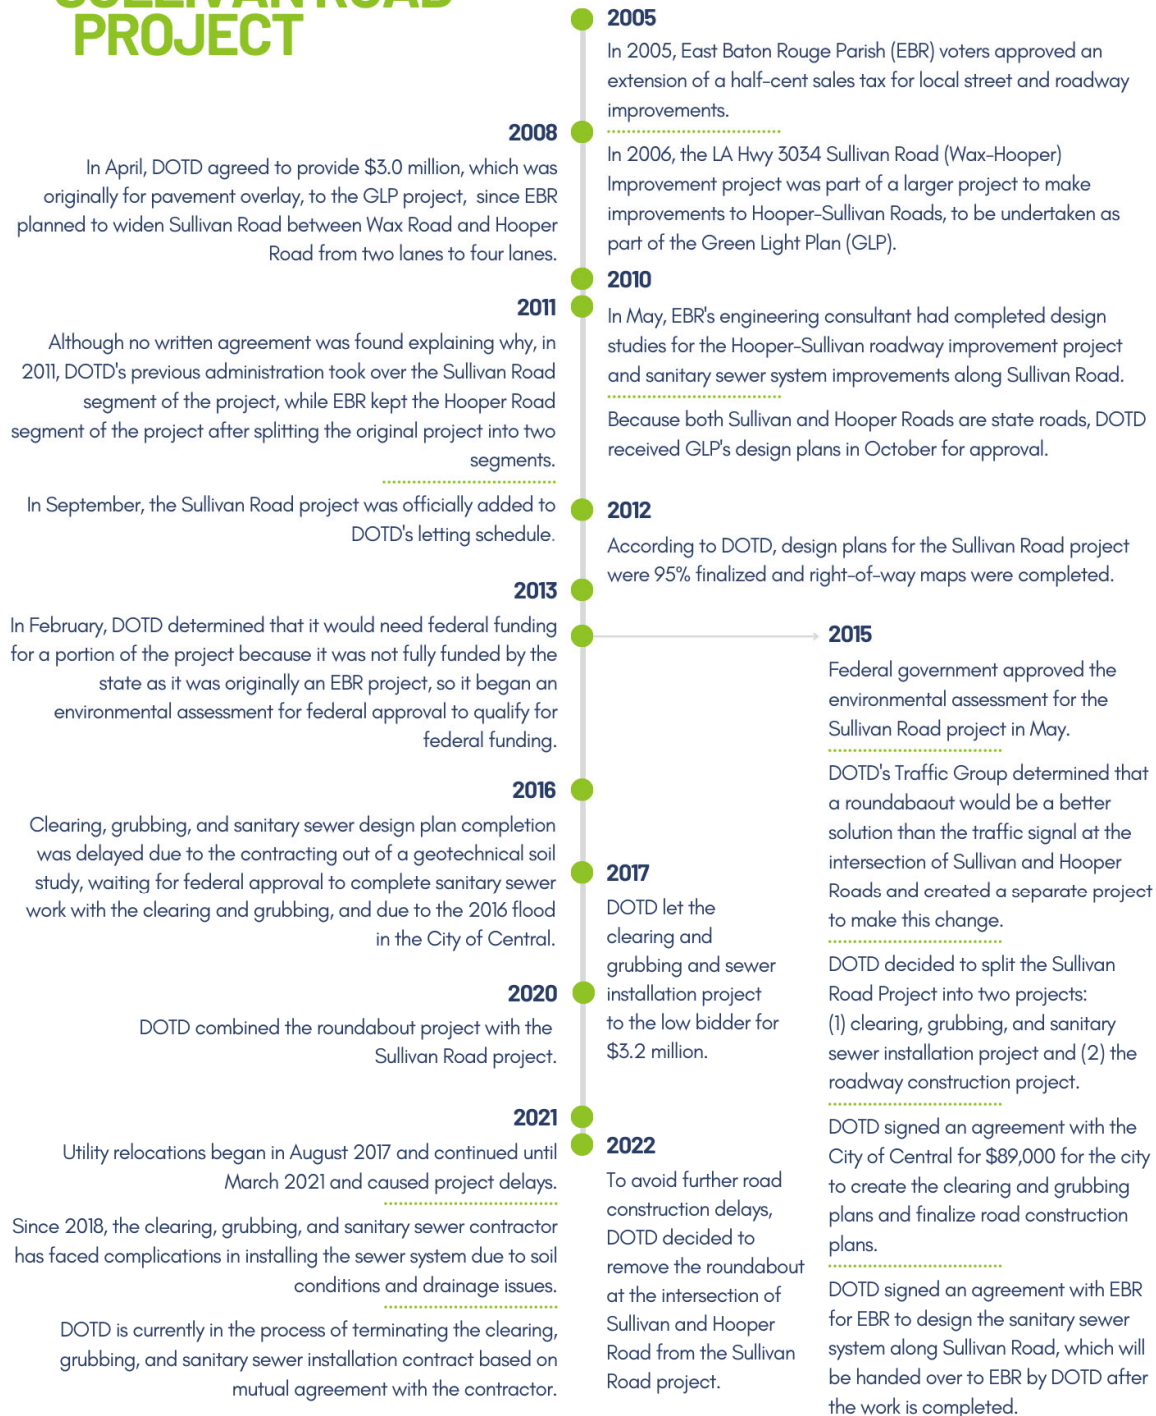 SULLIVAN ROAD
PROJECT
2005
In 2005, East Baton Rouge Parish (EBR) voters approved an
extension of a half-cent sales tax for local street and roadway
improvements.
In 2006, the LA Hwy 3034 Sullivan Road (Wax-Hooper)
Improvement project was part of a larger project to make
improvements to Hooper-Sullivan Roads, to be undertaken as
part of the Green Light Plan (GLP).
2008
In April, DOTD agreed to provide $3.0 million, which was
originally for pavement overlay, to the GLP project, since EBR
planned to widen Sullivan Road between Wax Road and Hooper
Road from two lanes to four lanes.
2010
In May, EBR's engineering consultant had completed design
studies for the Hooper-Sullivan roadway improvement project
and sanitary sewer system improvements along Sullivan Road.
Because both Sullivan and Hooper Roads are state roads, DOTD
received GLP's design plans in October for approval.
2011
Although no written agreement was found explaining why, in
2011, DOTD's previous administration took over the Sullivan Road
segment of the project, while EBR kept the Hooper Road
segment of the project after splitting the original project into two
segments.
In September, the Sullivan Road project was officially added to
DOTD's letting schedule.
2012
According to DOTD, design plans for the Sullivan Road project
were 95% finalized and right-of-way maps were completed.
2013
In February, DOTD determined that it would need federal funding
for a portion of the project because it was not fully funded by the
state as it was originally an EBR project, so it began an
environmental assessment for federal approval to qualify for
federal funding.
2015
Federal government approved the
environmental assessment for the
Sullivan Road project in May.
DOTD's Traffic Group determined that
a roundabaout would be a better
solution than the traffic signal at the
intersection of Sullivan and Hooper
Roads and created a separate project
to make this change.
DOTD decided to split the Sullivan
Road Project into two projects:
(1) clearing, grubbing, and sanitary
sewer installation project and (2) the
roadway construction project.
DOTD signed an agreement with the
City of Central for $89,000 for the city
to create the clearing and grubbing
plans and finalize road construction
plans.
DOTD signed an agreement with EBR
for EBR to design the sanitary sewer
system along Sullivan Road, which will
be handed over to EBR by DOTD after
the work is completed.
2016
Clearing, grubbing, and sanitary sewer design plan completion
was delayed due to the contracting out of a geotechnical soil
study, waiting for federal approval to complete sanitary sewer
work with the clearing and grubbing, and due to the 2016 flood
in the City of Central.
2017
DOTD let the
clearing and
grubbing and sewer
installation project
to the low bidder for
$3.2 million.
2020
DOTD combined the roundabout project with the
Sullivan Road project.
2021
Utility relocations began in August 2017 and continued until
March 2021 and caused project delays.
Since 2018, the clearing, grubbing, and sanitary sewer contractor
has faced complications in installing the sewer system due to soil
conditions and drainage issues.
DOTD is currently in the process of terminating the clearing,
grubbing, and sanitary sewer installation contract based on
mutual agreement with the contractor.
2022
To avoid further road
construction delays,
DOTD decided to
remove the roundabout
at the intersection of
Sullivan and Hooper
Road from the Sullivan
Road project.